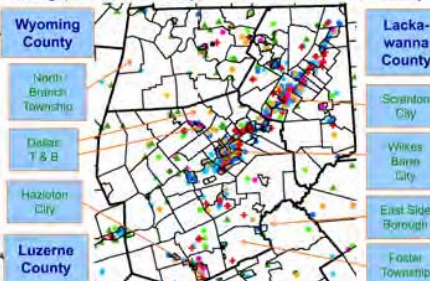 Wyoming
County
North
Branch
Township
Dallas
T & B
Hazleton
City
Luzerne
County
Lacka-
wanna
County
Scranton
City
Wilkes
Barre
City
East Side
Borough
Foster
Township